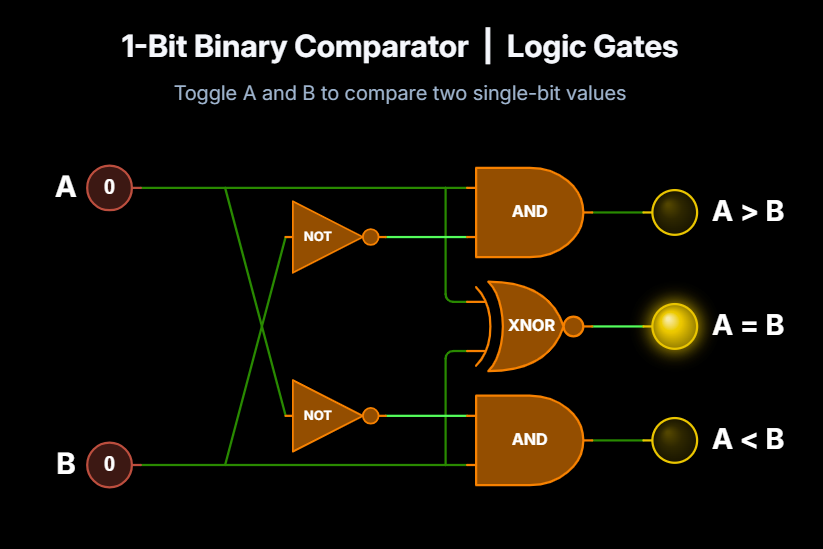 1-Bit Binary Comparator | Logic Gates
Toggle A and B to compare two single-bit values
A 0
AND
A > B
NOT
XNOR
A = B
NOT
AND
A < B
B 0